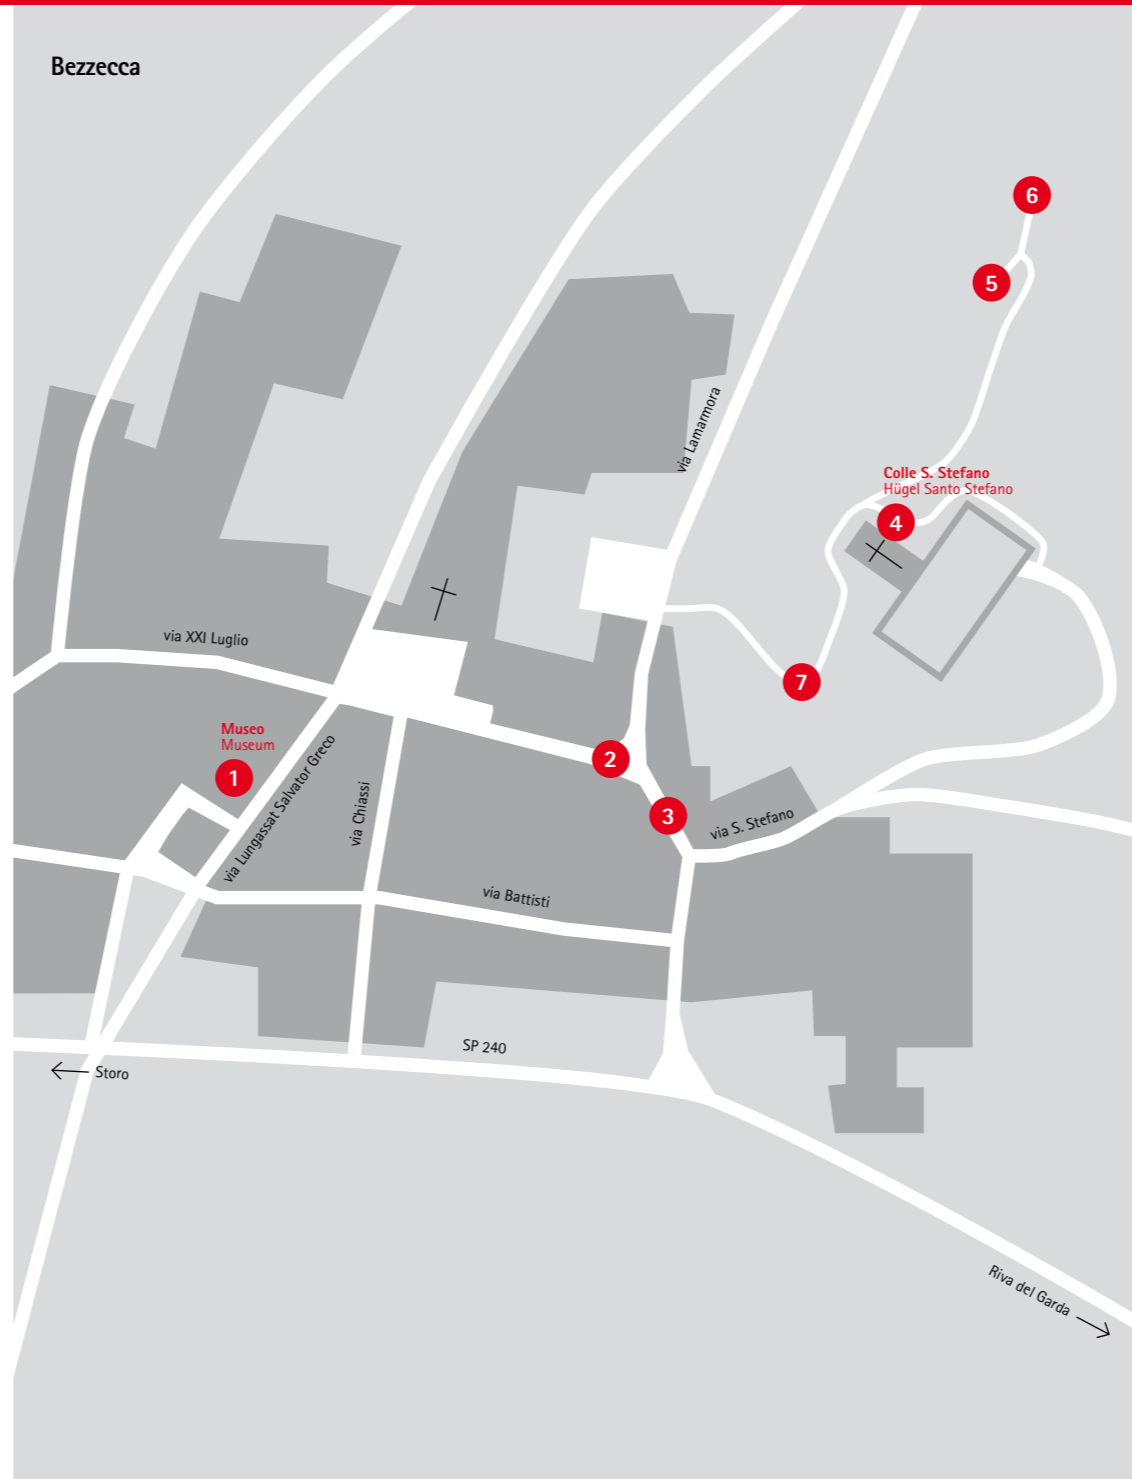 Bezzecca
6
5
via Lamarmora
Colle S. Stefano
Hügel Santo Stefano
4
via XXI Luglio
7
Museo
Museum
1
via Lungassat Salvator Greco
via Chiassi
2
3
via S. Stefano
via Battisti
SP 240
Storo
Riva del Garda